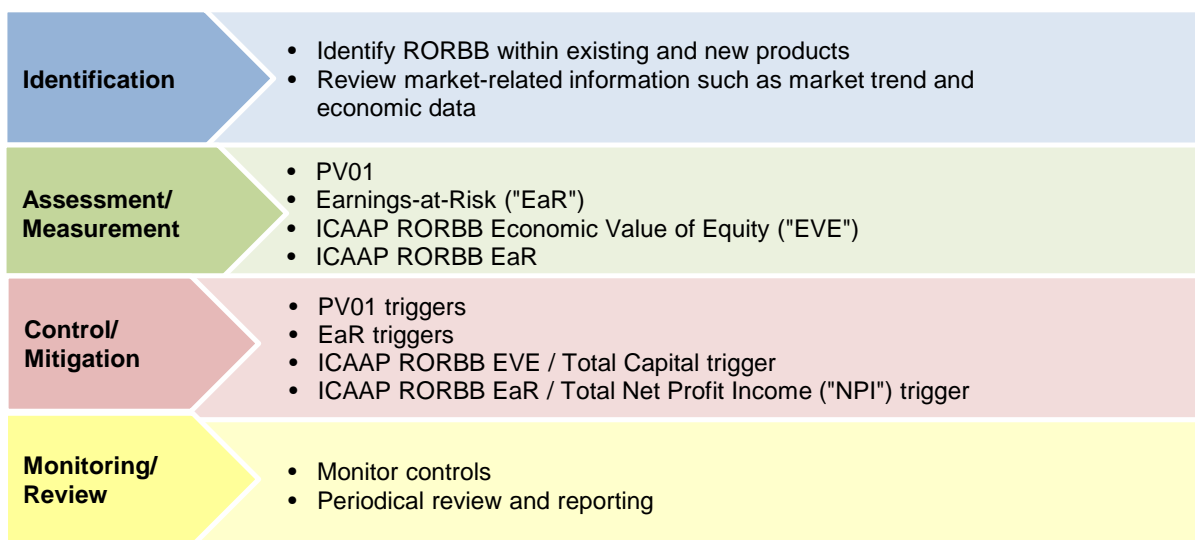 Identification
• Identify RORBB within existing and new products
• Review market-related information such as market trend and
economic data
Assessment/
Measurement
• PV01
• Earnings-at-Risk ("EaR")
• ICAAP RORBB Economic Value of Equity ("EVE")
• ICAAP RORBB EaR
Control/
Mitigation
• PV01 triggers
• EaR triggers
• ICAAP RORBB EVE / Total Capital trigger
• ICAAP RORBB EaR / Total Net Profit Income ("NPI") trigger
Monitoring/
Review
• Monitor controls
• Periodical review and reporting